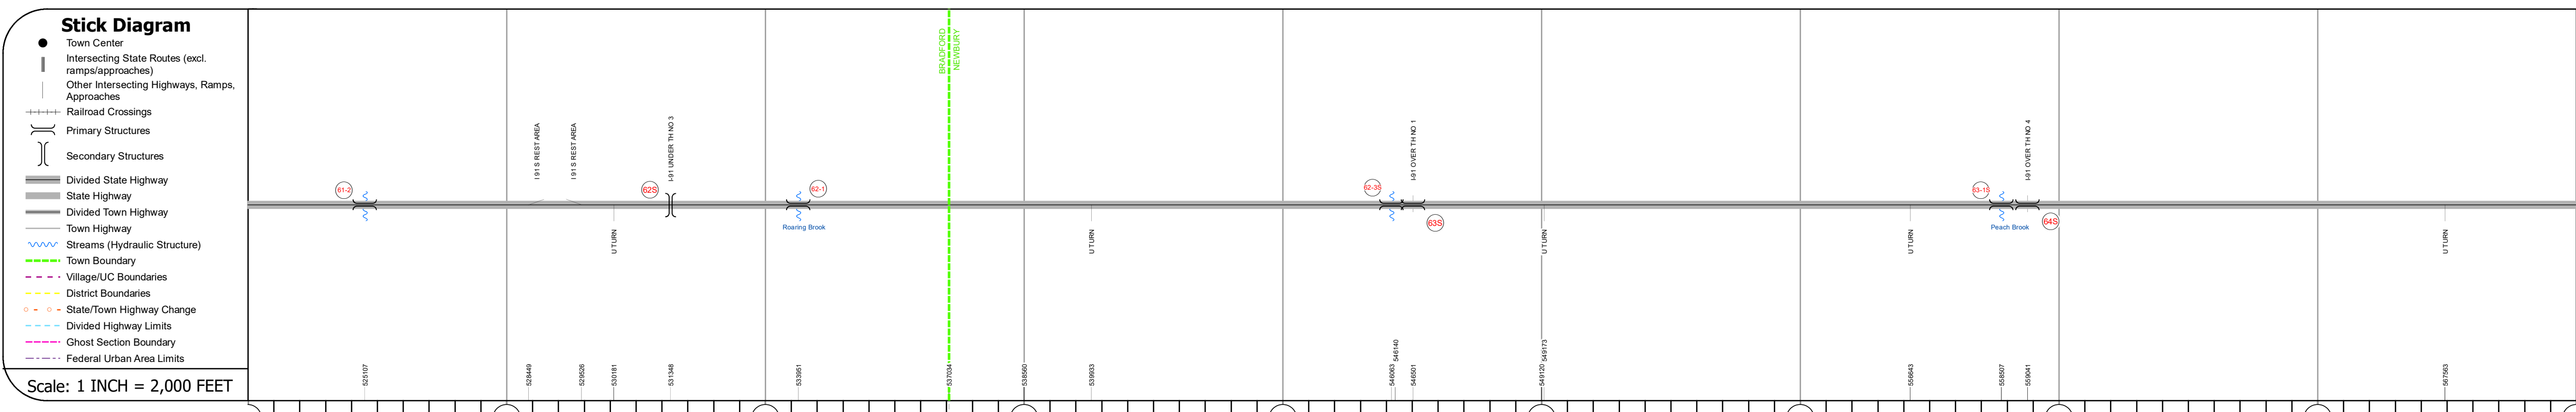 Stick Diagram
Town Center
Intersecting State Routes (excl.
ramps/approaches)
Other Intersecting Highways, Ramps,
Approaches
Railroad Crossings
Primary Structures
Secondary Structures
Divided State Highway
State Highway
Divided Town Highway
Town Highway
Streams (Hydraulic Structure)
Town Boundary
Village/UC Boundaries
District Boundaries
State/Town Highway Change
Divided Highway Limits
Ghost Section Boundary
Federal Urban Area Limits
Scale: 1 INCH = 2,000 FEET
BRADFORD
NEWBURY
I 91 S REST AREA
I 91 S REST AREA
I-91 UNDER TH NO 3
I-91 OVER TH NO 1
I-91 OVER TH NO 4
61-2
62S
62-1
62-3S
63S
63-1S
64S
Roaring Brook
Peach Brook
U TURN
U TURN
U TURN
U TURN
U TURN
525107
528449
529526
530181
531348
533951
537034
538560
539933
546063
546140
546501
549120
549173
556643
558507
559041
567563